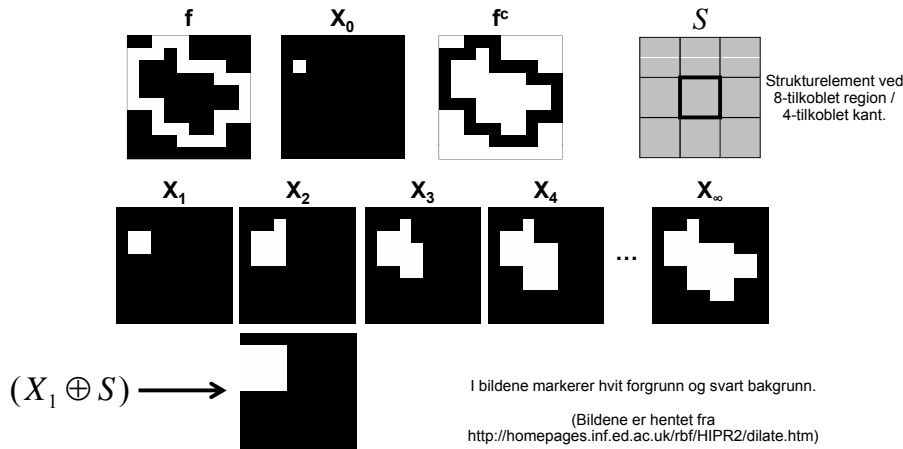 f X₀ fᶜ S
Strukturelement ved
8-tilkoblet region /
4-tilkoblet kant.
X₁ X₂ X₃ X₄ X∞
...
(X₁ ⊕ S)
I bildene markerer hvit forgrunn og svart bakgrunn.
(Bildene er hentet fra
http://homepages.inf.ed.ac.uk/rbf/HIPR2/dilate.htm)